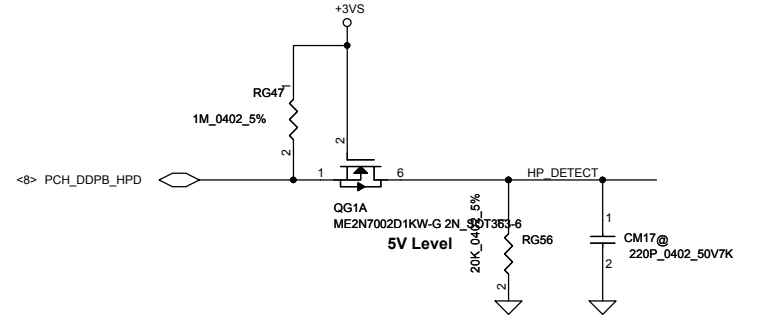 +3VS
1
RG47
1M_0402_5%
2
2
<8> PCH_DDPB_HPD
1
6
HP_DETECT
QG1A
ME2N7002D1KW-G 2N_SOT363-6
5V Level
20K_0402_5%
RG56
2
1
CM17@
220P_0402_50V7K
2